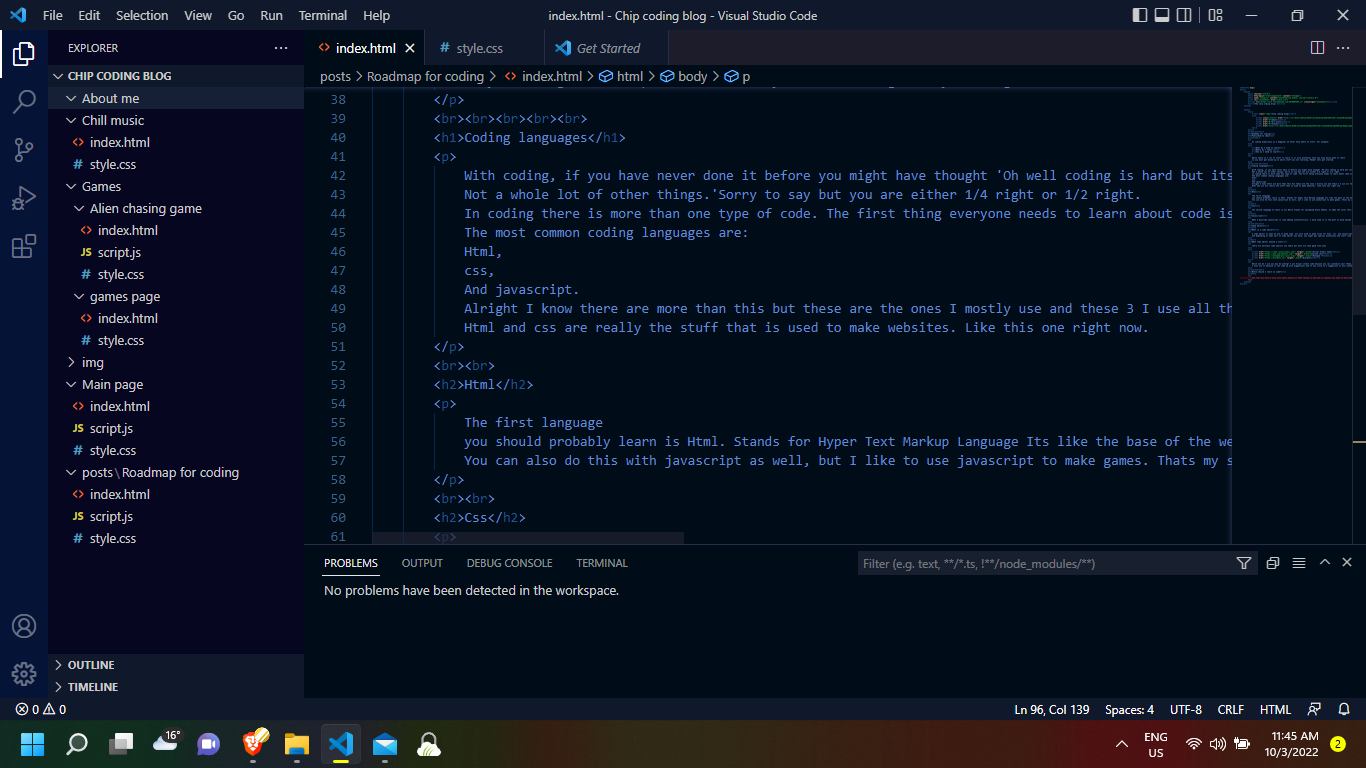 File Edit Selection View Go Run Terminal Help
index.html - Chip coding blog - Visual Studio Code
EXPLORER
CHIP CODING BLOG
About me
Chill music
index.html
style.css
Games
Alien chasing game
index.html
script.js
style.css
games page
index.html
style.css
img
Main page
index.html
script.js
style.css
posts\Roadmap for coding
index.html
script.js
style.css
OUTLINE
TIMELINE
index.html
style.css
Get Started
posts > Roadmap for coding > index.html > html > body > p
38 </p>
39 <br><br><br><br><br>
40 <h1>Coding languages</h1>
41 <p>
42 With coding, if you have never done it before you might have thought 'Oh well coding is hard but its
43 Not a whole lot of other things.'Sorry to say but you are either 1/4 right or 1/2 right.
44 In coding there is more than one type of code. The first thing everyone needs to learn about code is
45 The most common coding languages are:
46 Html,
47 css,
48 And javascript.
49 Alright I know there are more than this but these are the ones I mostly use and these 3 I use all th
50 Html and css are really the stuff that is used to make websites. Like this one right now.
51 </p>
52 <br><br>
53 <h2>Html</h2>
54 <p>
55 The first language
56 you should probably learn is Html. Stands for Hyper Text Markup Language Its like the base of the we
57 You can also do this with javascript as well, but I like to use javascript to make games. Thats my s
58 </p>
59 <br><br>
60 <h2>Css</h2>
61 <p>
PROBLEMS OUTPUT DEBUG CONSOLE TERMINAL
Filter (e.g. text, **/*.ts, !**/node_modules/**)
No problems have been detected in the workspace.
0 0
Ln 96, Col 139 Spaces: 4 UTF-8 CRLF HTML
16°
ENG
US
11:45 AM
10/3/2022
2